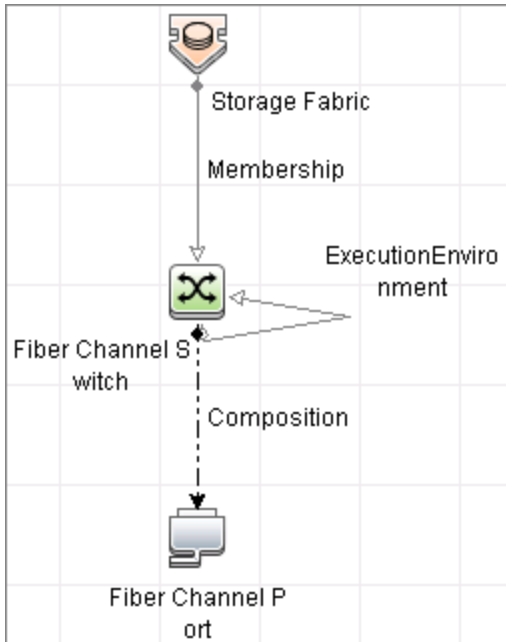 Storage Fabric
Membership
ExecutionEnviro
nment
Fiber Channel S
witch
Composition
Fiber Channel P
ort